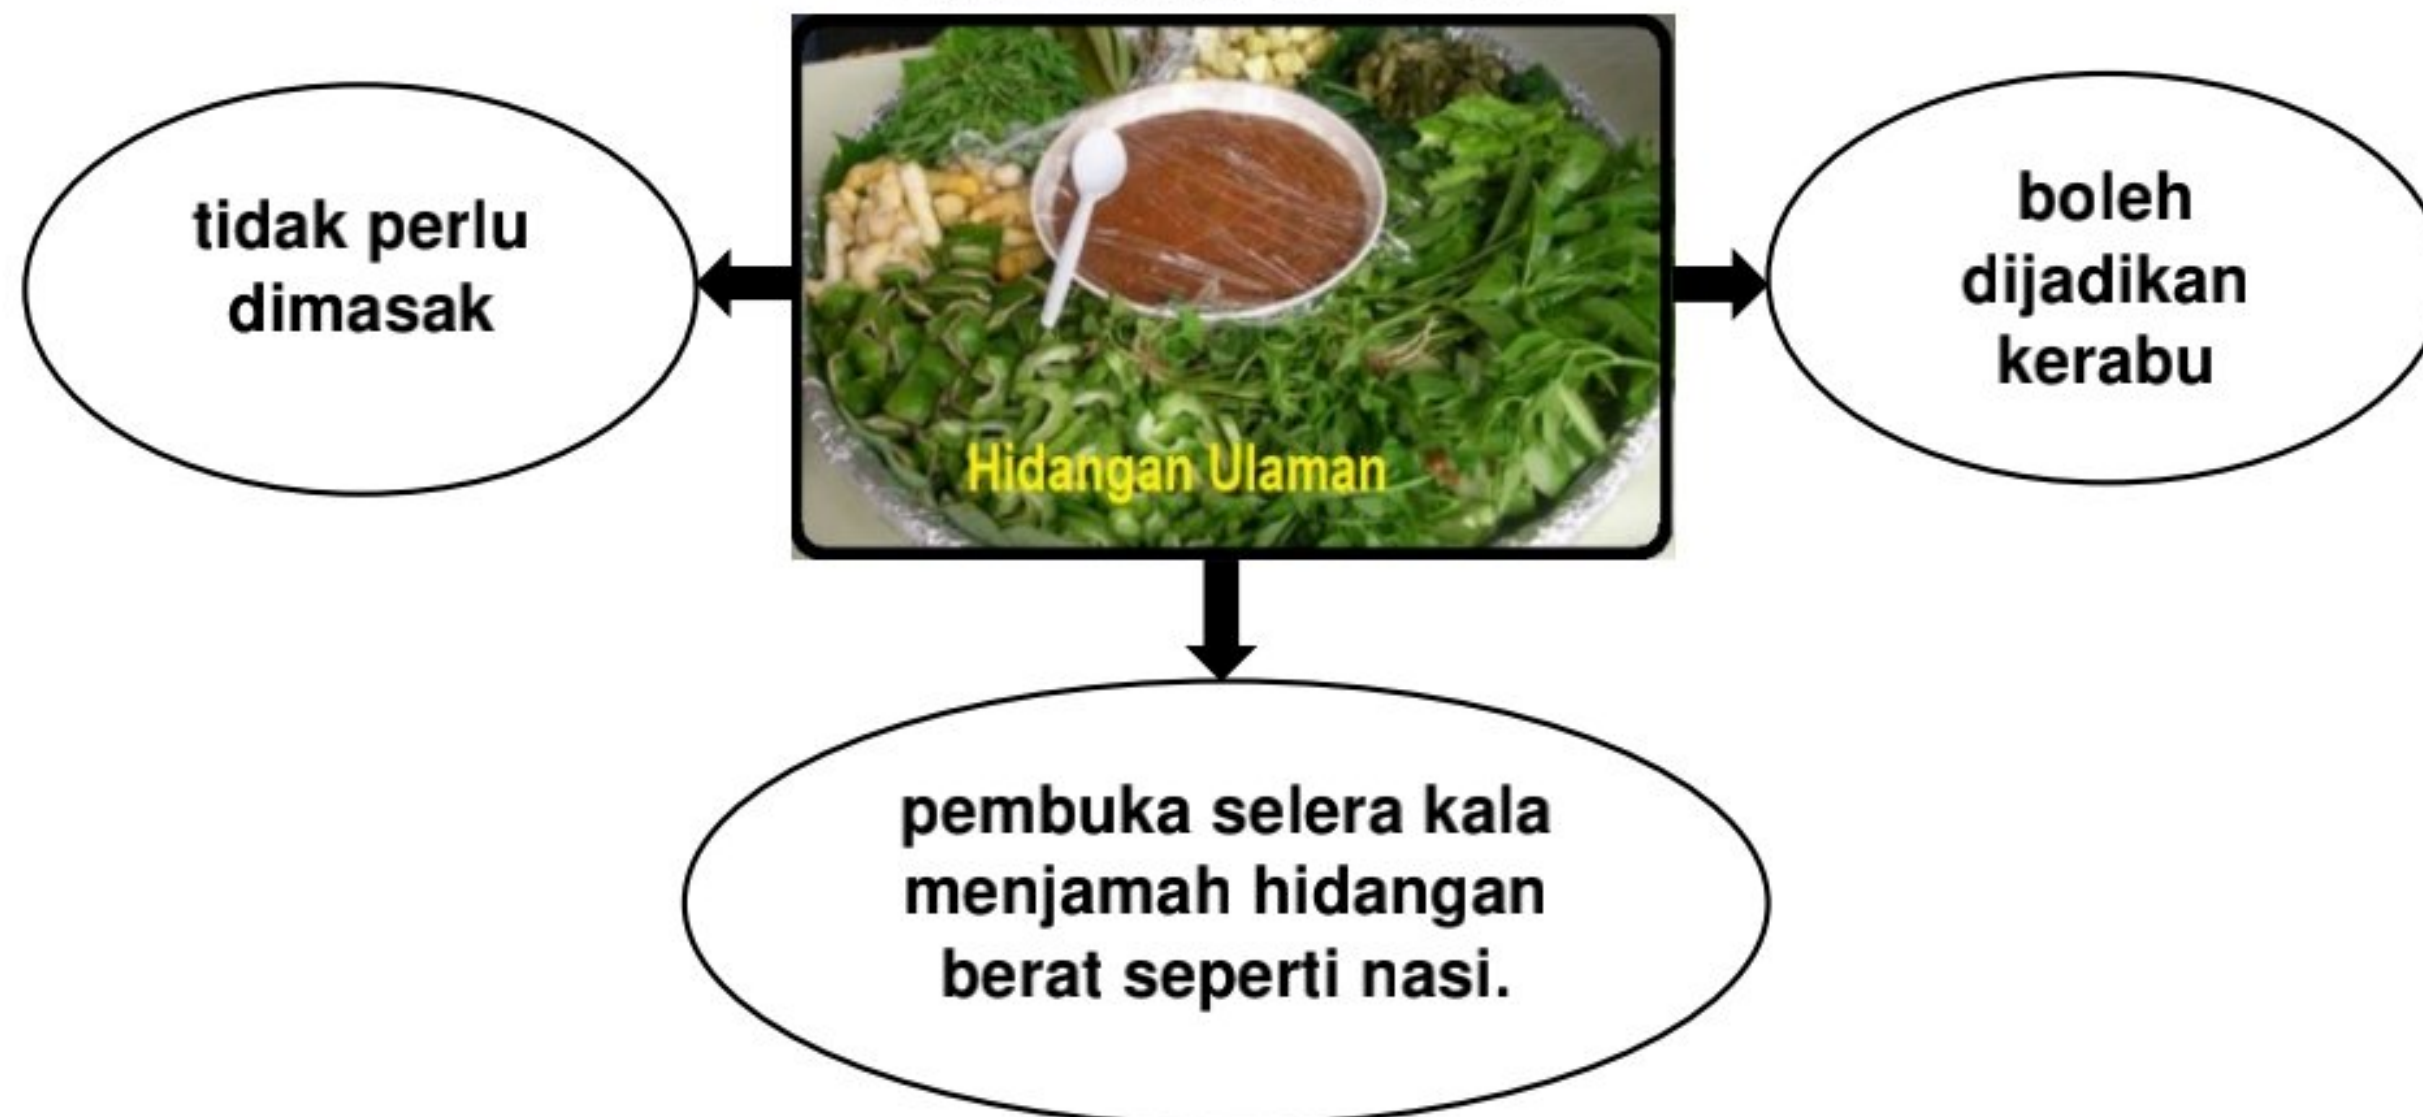 tidak perlu
dimasak
Hidangan Ulaman
boleh
dijadikan
kerabu
pembuka selera kala
menjamah hidangan
berat seperti nasi.